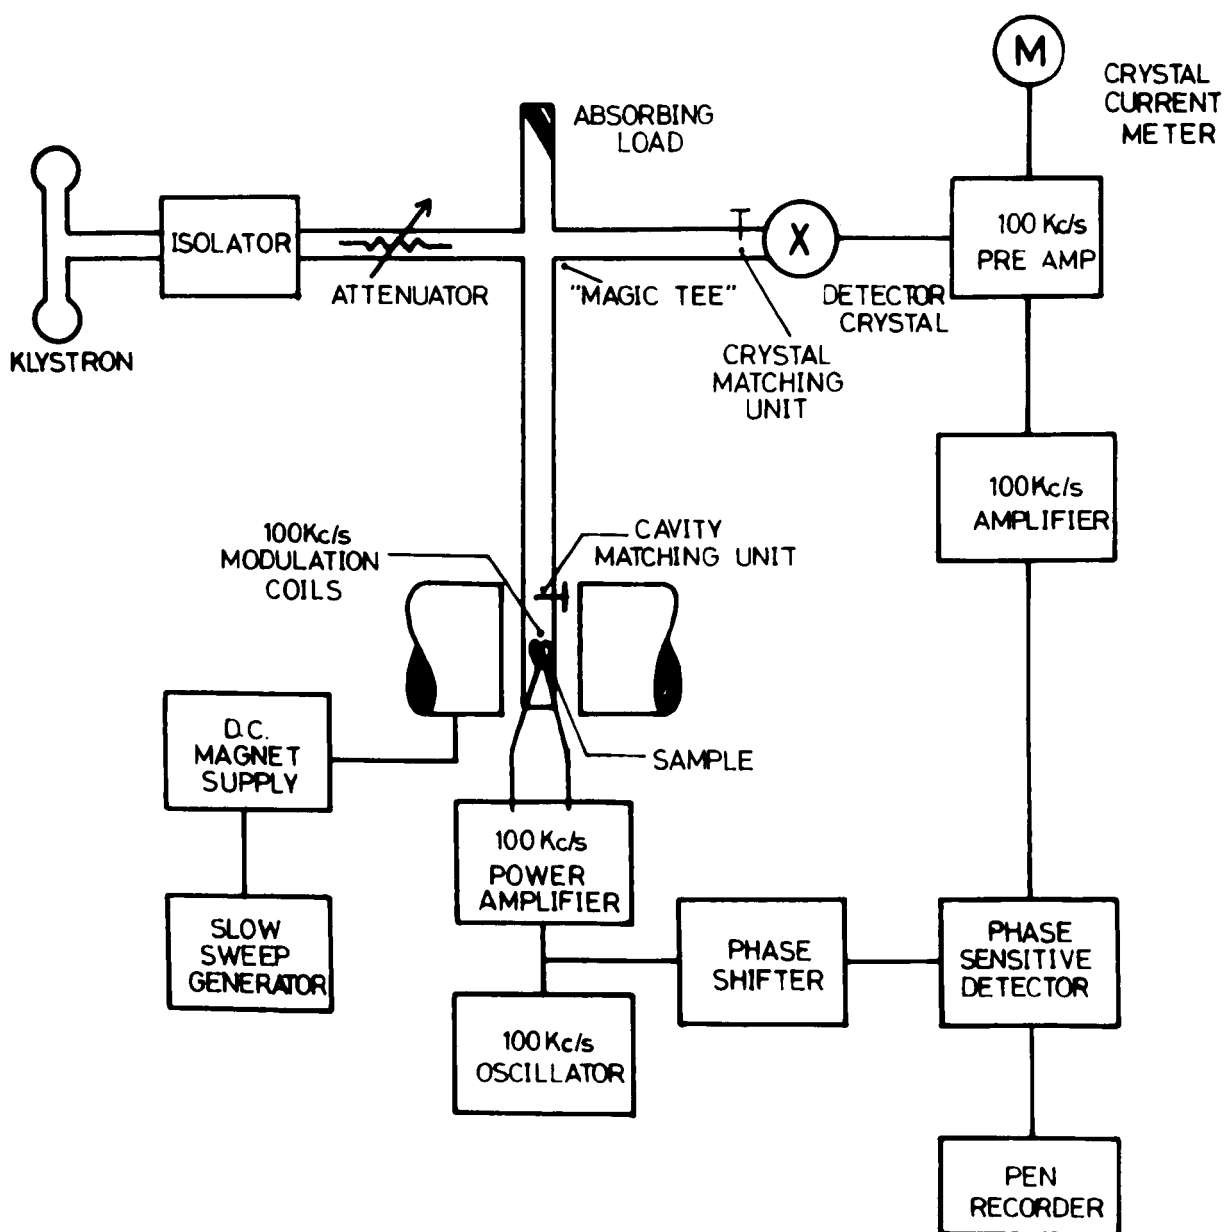 M
CRYSTAL
CURRENT
METER
ABSORBING
LOAD
ISOLATOR
X
100 Kc/s
PRE AMP
ATTENUATOR
"MAGIC TEE"
DETECTOR
CRYSTAL
KLYSTRON
CRYSTAL
MATCHING
UNIT
100Kc/s
AMPLIFIER
100Kc/s
MODULATION
COILS
CAVITY
MATCHING UNIT
D.C.
MAGNET
SUPPLY
SAMPLE
100 Kc/s
POWER
AMPLIFIER
SLOW
SWEEP
GENERATOR
PHASE
SHIFTER
PHASE
SENSITIVE
DETECTOR
100Kc/s
OSCILLATOR
PEN
RECORDER